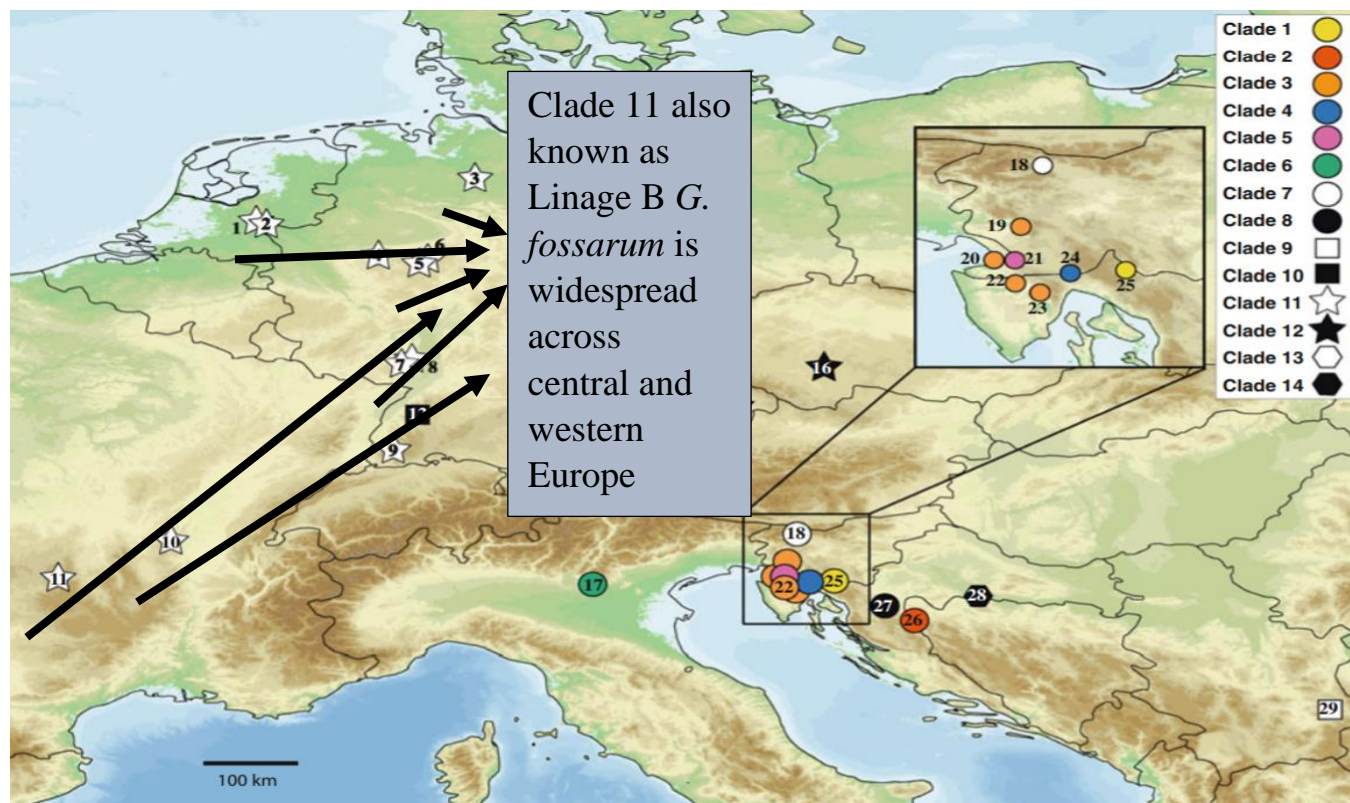 Clade 11 also
known as
Linage B G.
fossarum is
widespread
across
central and
western
Europe
Clade 1
Clade 2
Clade 3
Clade 4
Clade 5
Clade 6
Clade 7
Clade 8
Clade 9
Clade 10
Clade 11
Clade 12
Clade 13
Clade 14
18
19
20
21
22
23
24
25
1
2
3
5
6
7
8
9
10
11
16
17
18
22
25
26
27
28
29
100 km